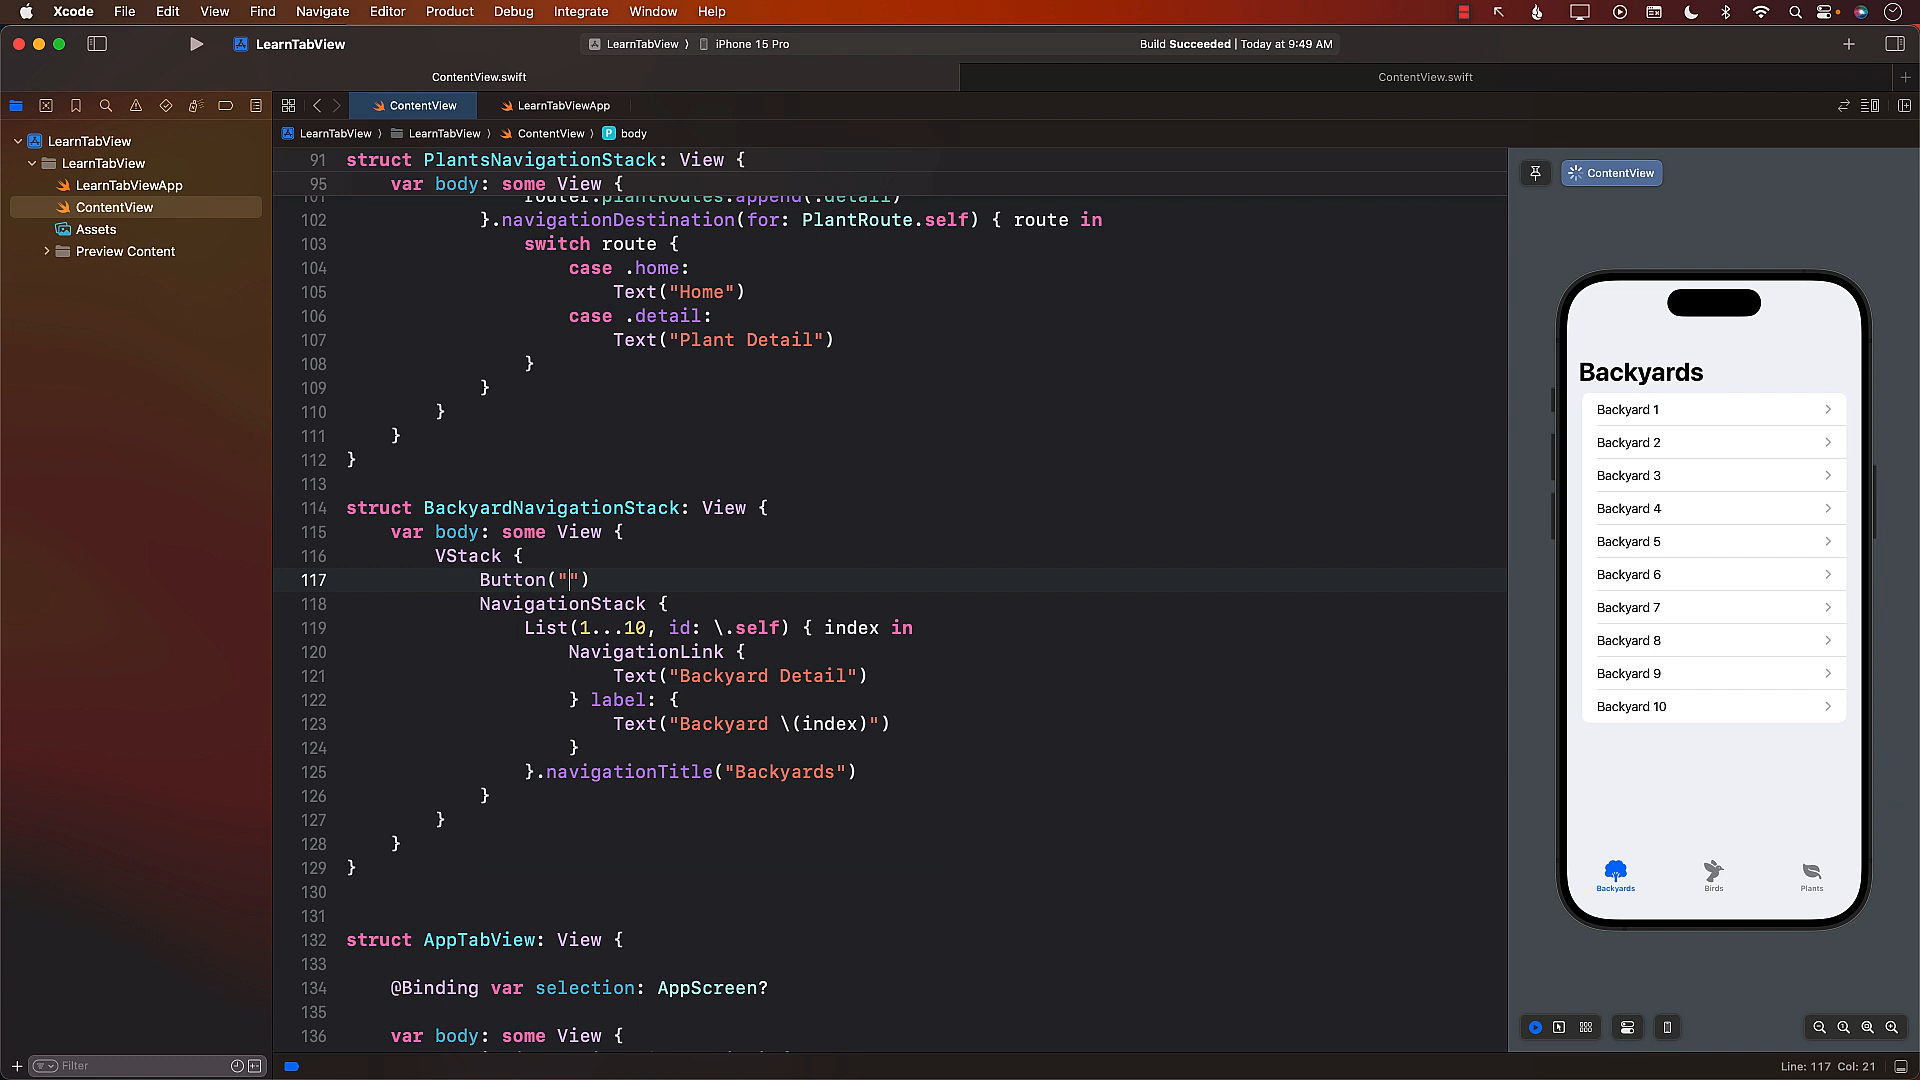 Xcode File Edit View Find Navigate Editor Product Debug Integrate Window Help
LearnTabView
LearnTabView ⟩ iPhone 15 Pro
Build Succeeded | Today at 9:49 AM
ContentView.swift
ContentView.swift
ContentView
LearnTabViewApp
LearnTabView ⟩ LearnTabView ⟩ ContentView ⟩ P body
LearnTabView
LearnTabView
LearnTabViewApp
ContentView
Assets
Preview Content
Filter
91 struct PlantsNavigationStack: View {
95 var body: some View {
101 router.plantRoutes.append(.detail)
102 }.navigationDestination(for: PlantRoute.self) { route in
103 switch route {
104 case .home:
105 Text("Home")
106 case .detail:
107 Text("Plant Detail")
108 }
109 }
110 }
111 }
112 }
113
114 struct BackyardNavigationStack: View {
115 var body: some View {
116 VStack {
117 Button("")
118 NavigationStack {
119 List(1...10, id: \.self) { index in
120 NavigationLink {
121 Text("Backyard Detail")
122 } label: {
123 Text("Backyard \(index)")
124 }
125 }.navigationTitle("Backyards")
126 }
127 }
128 }
129 }
130
131
132 struct AppTabView: View {
133
134 @Binding var selection: AppScreen?
135
136 var body: some View {
ContentView
Backyards
Backyard 1
Backyard 2
Backyard 3
Backyard 4
Backyard 5
Backyard 6
Backyard 7
Backyard 8
Backyard 9
Backyard 10
Backyards Birds Plants
Line: 117 Col: 21